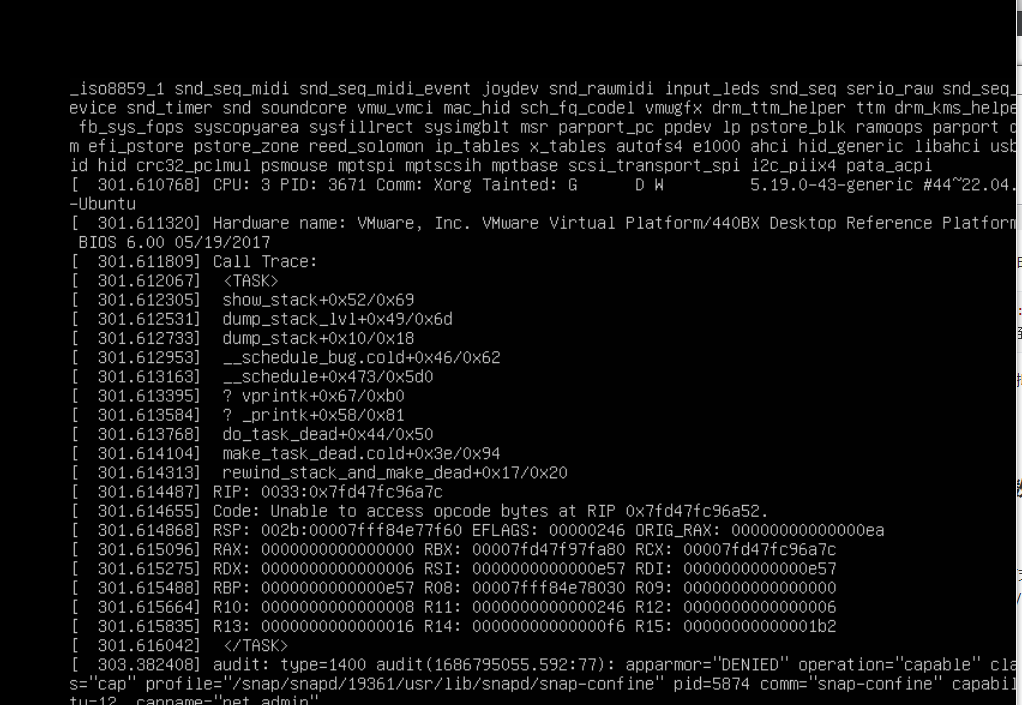 _iso8859_1 snd_seq_midi snd_seq_midi_event joydev snd_rawmidi input_leds snd_seq serio_raw snd_seq_
evice snd_timer snd soundcore vmw_vmci mac_hid sch_fq_codel vmwgfx drm_ttm_helper ttm drm_kms_helpe
fb_sys_fops syscopyarea sysfillrect sysimgblt msr parport_pc ppdev lp pstore_blk ramoops parport
m efi_pstore pstore_zone reed_solomon ip_tables x_tables autofs4 e1000 ahci hid_generic libahci usb
id hid crc32_pclmul psmouse mptspi mptscsih mptbase scsi_transport_spi i2c_piix4 pata_acpi
[  301.610768] CPU: 3 PID: 3671 Comm: Xorg Tainted: G      D W         5.19.0-43-generic #44~22.04.
-Ubuntu
[  301.611320] Hardware name: VMware, Inc. VMware Virtual Platform/440BX Desktop Reference Platform
BIOS 6.00 05/19/2017
[  301.611809] Call Trace:
[  301.612067]  <TASK>
[  301.612305]  show_stack+0x52/0x69
[  301.612531]  dump_stack_lvl+0x49/0x6d
[  301.612733]  dump_stack+0x10/0x18
[  301.612953]  __schedule_bug.cold+0x46/0x62
[  301.613163]  __schedule+0x473/0x5d0
[  301.613395]  ? vprintk+0x67/0xb0
[  301.613584]  ? _printk+0x58/0x81
[  301.613768]  do_task_dead+0x44/0x50
[  301.614104]  make_task_dead.cold+0x3e/0x94
[  301.614313]  rewind_stack_and_make_dead+0x17/0x20
[  301.614487] RIP: 0033:0x7fd47fc96a7c
[  301.614655] Code: Unable to access opcode bytes at RIP 0x7fd47fc96a52.
[  301.614868] RSP: 002b:00007fff84e77f60 EFLAGS: 00000246 ORIG_RAX: 00000000000000ea
[  301.615096] RAX: 0000000000000000 RBX: 00007fd47f97fa80 RCX: 00007fd47fc96a7c
[  301.615275] RDX: 0000000000000006 RSI: 0000000000000e57 RDI: 0000000000000e57
[  301.615488] RBP: 0000000000000e57 R08: 00007fff84e78030 R09: 0000000000000000
[  301.615664] R10: 0000000000000008 R11: 0000000000000246 R12: 0000000000000006
[  301.615835] R13: 0000000000000016 R14: 00000000000000f6 R15: 00000000000001b2
[  301.616042]  </TASK>
[  303.382408] audit: type=1400 audit(1686795055.592:77): apparmor="DENIED" operation="capable" cla
s="cap" profile="/snap/snapd/19361/usr/lib/snapd/snap-confine" pid=5874 comm="snap-confine" capabil
ty=12  capname="net_admin"